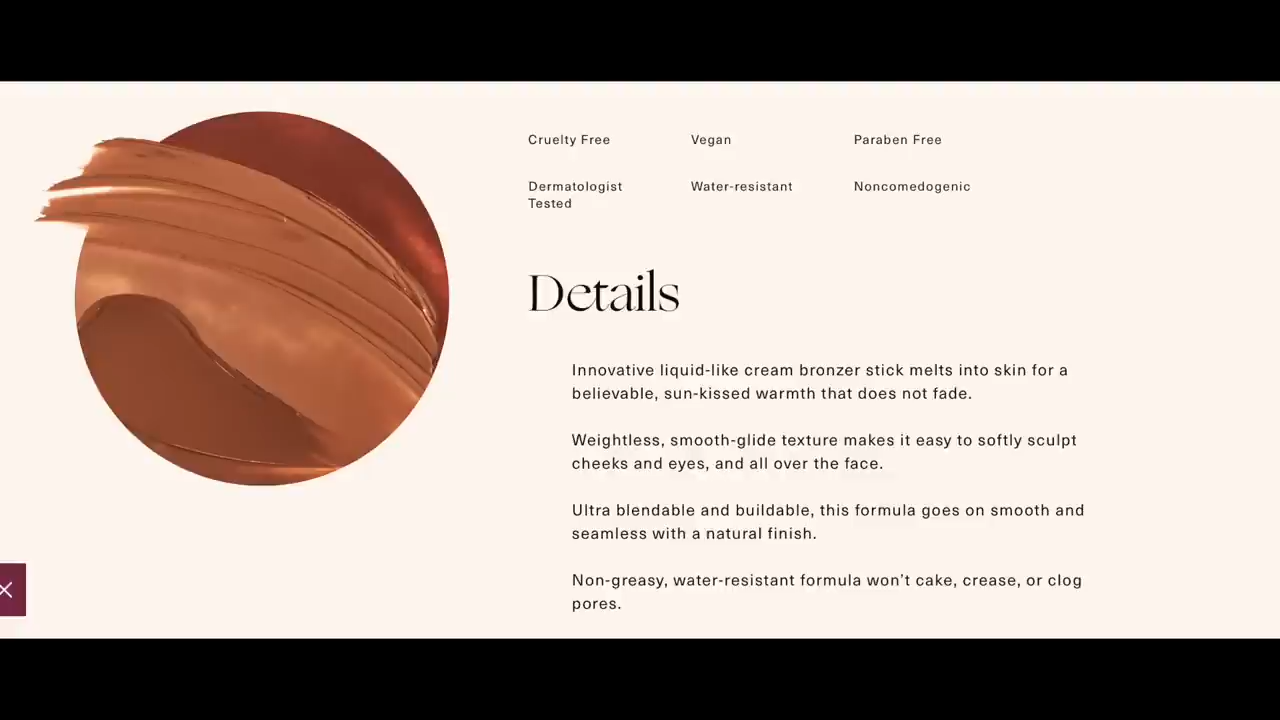 Cruelty Free
Vegan
Paraben Free
Dermatologist
Tested
Water-resistant
Noncomedogenic
Details
Innovative liquid-like cream bronzer stick melts into skin for a
believable, sun-kissed warmth that does not fade.
Weightless, smooth-glide texture makes it easy to softly sculpt
cheeks and eyes, and all over the face.
Ultra blendable and buildable, this formula goes on smooth and
seamless with a natural finish.
Non-greasy, water-resistant formula won’t cake, crease, or clog
pores.